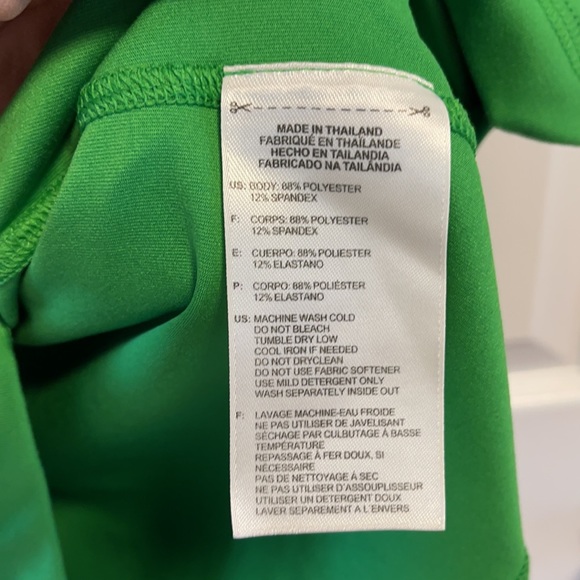 MADE IN THAILAND
FABRIQUÉ EN THAÏLANDE
HECHO EN TAILANDIA
FABRICADO NA TAILÂNDIA
US: BODY: 88% POLYESTER
12% SPANDEX
F: CORPS: 88% POLYESTER
12% SPANDEX
E: CUERPO: 88% POLIESTER
12% ELASTANO
P: CORPO: 88% POLIÉSTER
12% ELASTANO
US: MACHINE WASH COLD
DO NOT BLEACH
TUMBLE DRY LOW
COOL IRON IF NEEDED
DO NOT DRYCLEAN
DO NOT USE FABRIC SOFTENER
USE MILD DETERGENT ONLY
WASH SEPARATELY INSIDE OUT
F: LAVAGE MACHINE-EAU FROIDE
NE PAS UTILISER DE JAVELISANT
SÉCHAGE PAR CULBUTAGE À BASSE
TEMPÉRATURE
REPASSAGE À FER DOUX, SI
NÉCESSAIRE
PAS DE NETTOYAGE À SEC
NE PAS UTILISER D'ASSOUPLISSEUR
UTILISER UN DETERGENT DOUX
LAVER SEPAREMENT A L'ENVERS